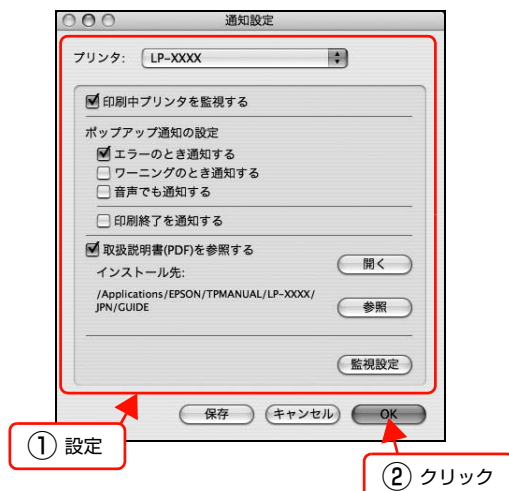 通知設定
プリンタ: LP-XXXX
印刷中プリンタを監視する
ポップアップ通知の設定
エラーのとき通知する
ワーニングのとき通知する
音声でも通知する
印刷終了を通知する
取扱説明書(PDF)を参照する
開く
インストール先:
/Applications/EPSON/TPMANUAL/LP-XXXX/
JPN/GUIDE
参照
監視設定
保存 キャンセル OK
① 設定
② クリック